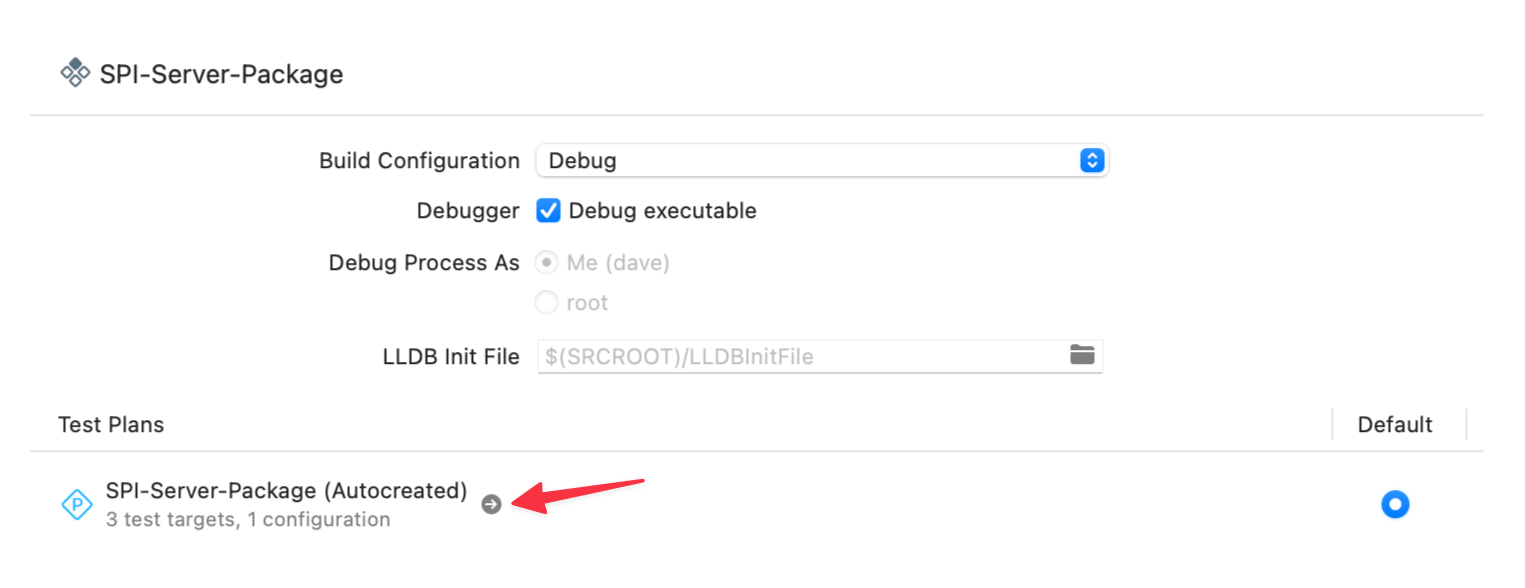 SPI-Server-Package
Build Configuration Debug
Debugger Debug executable
Debug Process As Me (dave)
root
LLDB Init File $(SRCROOT)/LLDBInitFile
Test Plans Default
P SPI-Server-Package (Autocreated)
3 test targets, 1 configuration